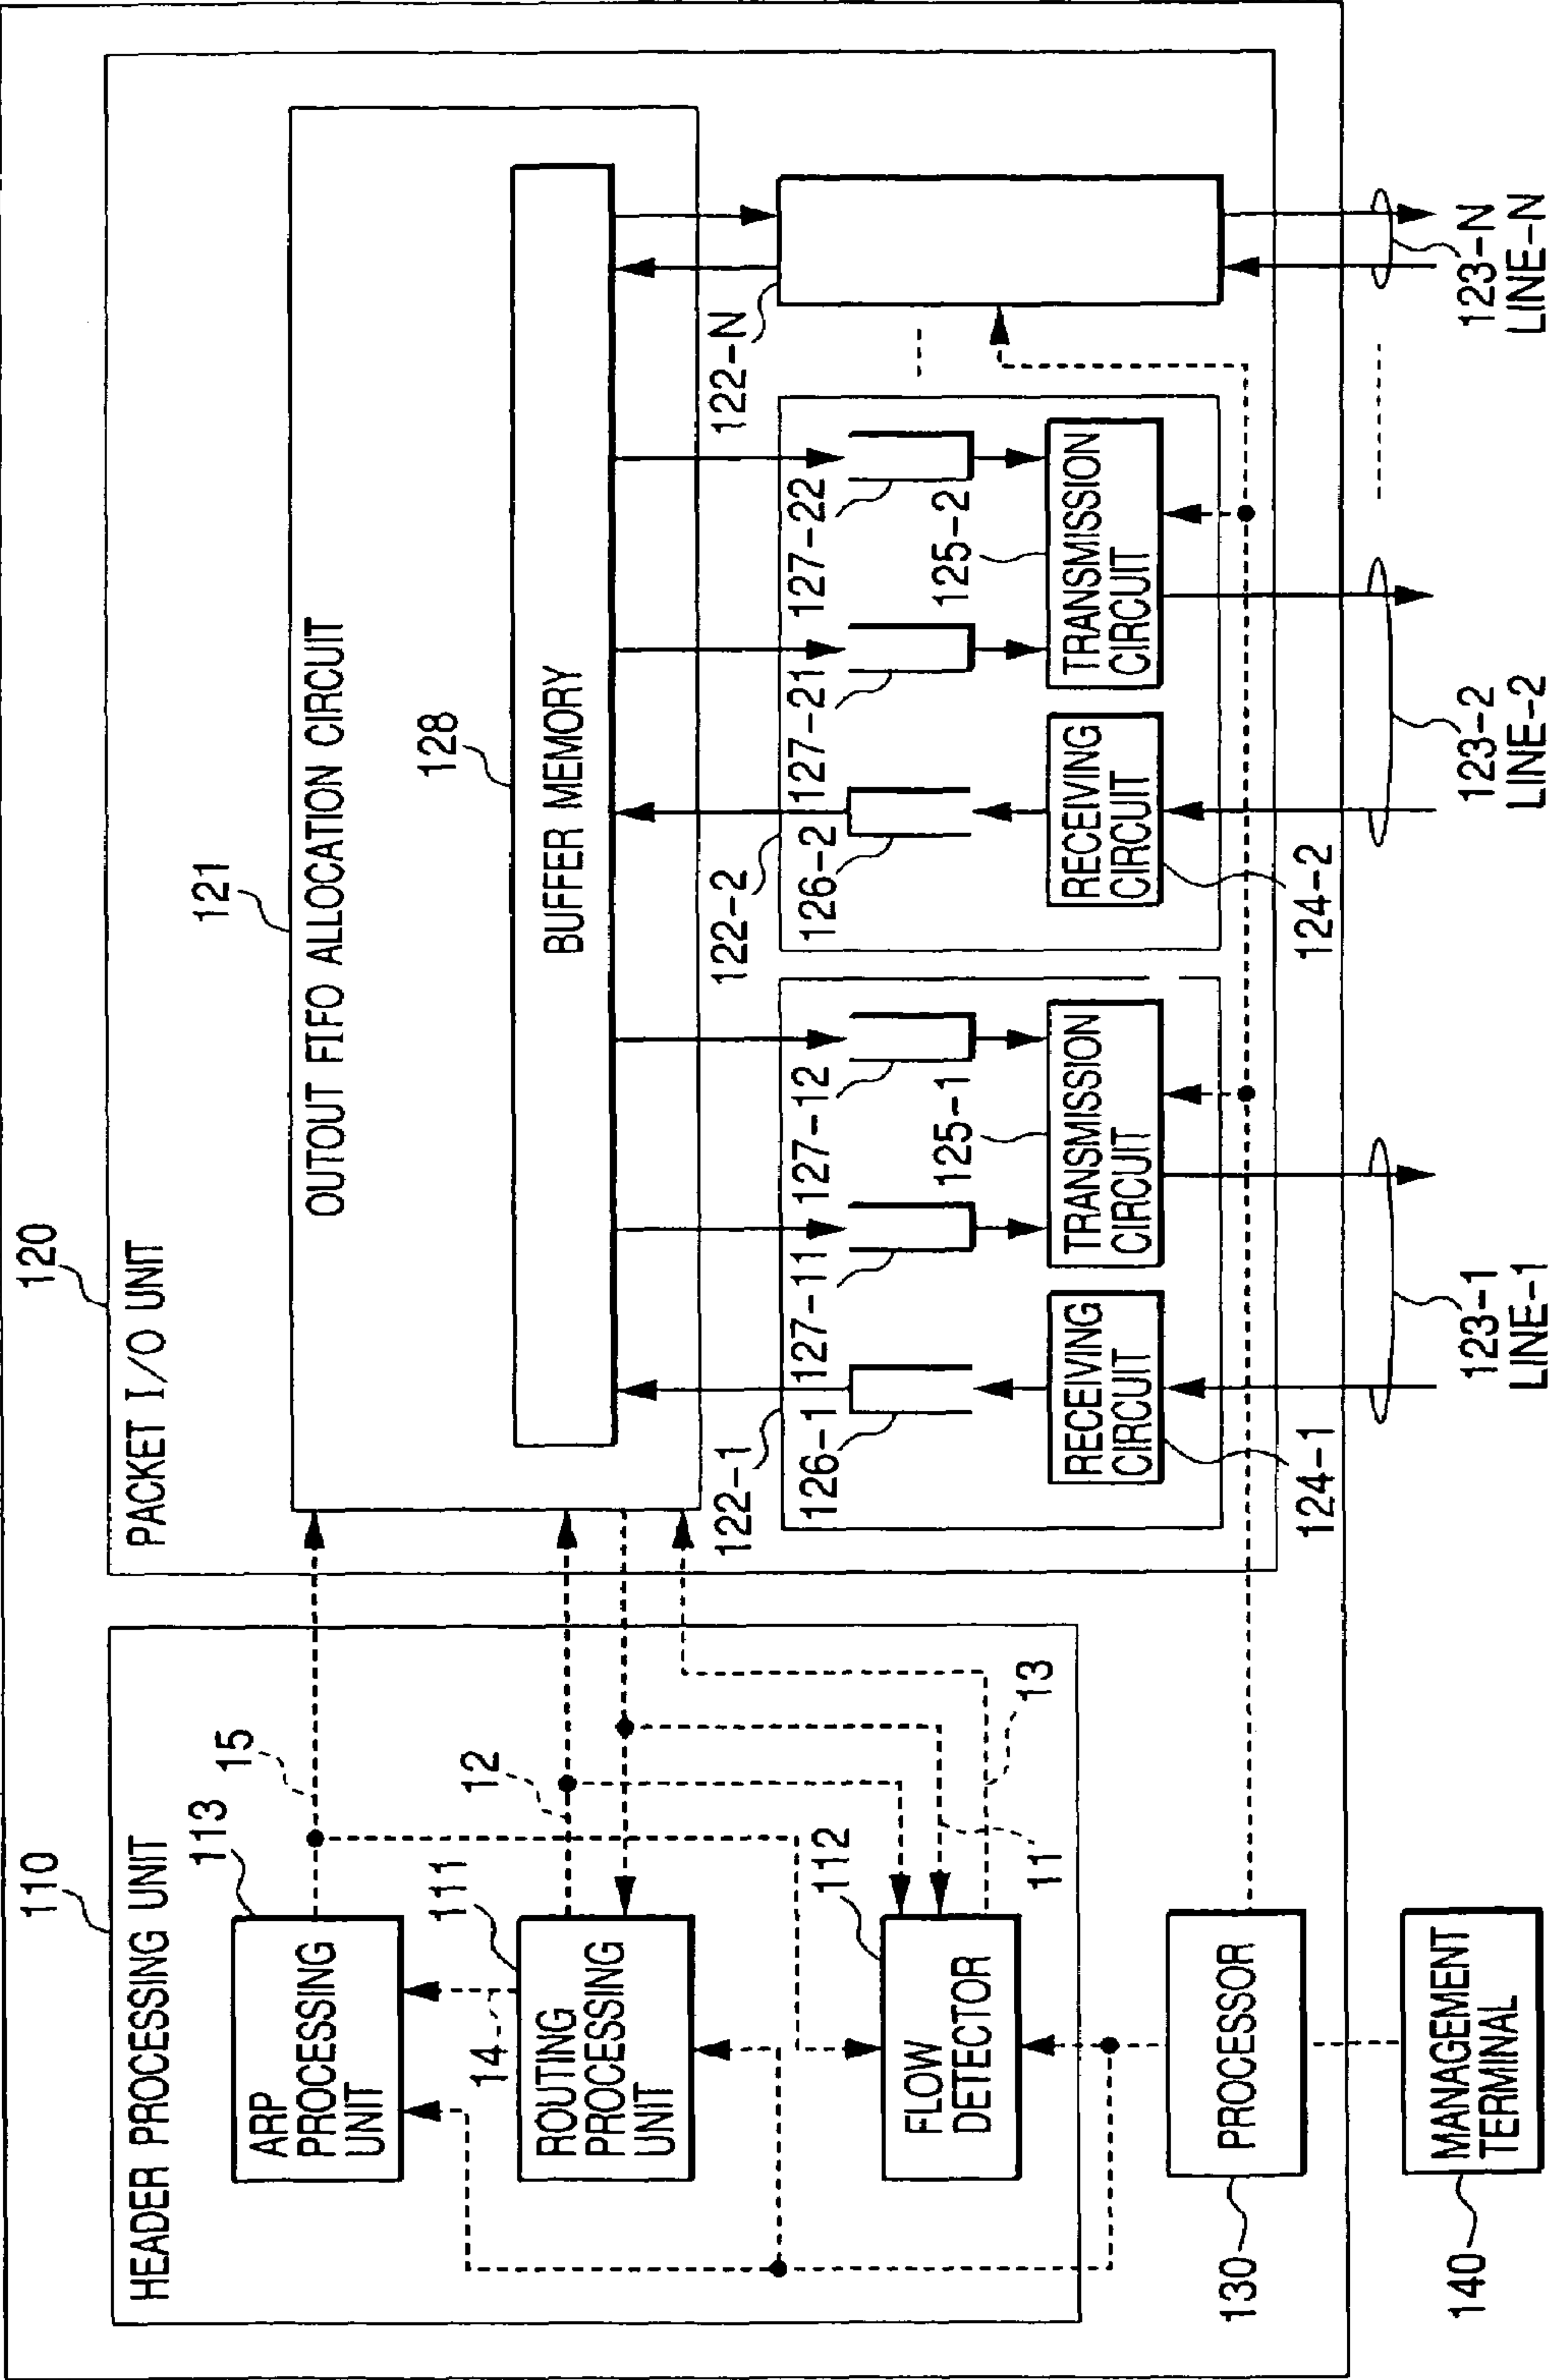 110
HEADER PROCESSING UNIT
113
15
ARP
PROCESSING
UNIT
14
111
12
ROUTING
PROCESSING
UNIT
112
11
13
FLOW
DETECTOR
130
PROCESSOR
140
MANAGEMENT
TERMINAL
120
PACKET I/O UNIT
121
OUTOUT FIFO ALLOCATION CIRCUIT
128
BUFFER MEMORY
122-1
126-1
127-11
127-12
125-1
RECEIVING
CIRCUIT
TRANSMISSION
CIRCUIT
124-1
123-1
LINE-1
122-2
126-2
127-21
127-22
125-2
RECEIVING
CIRCUIT
TRANSMISSION
CIRCUIT
124-2
123-2
LINE-2
122-N
123-N
LINE-N